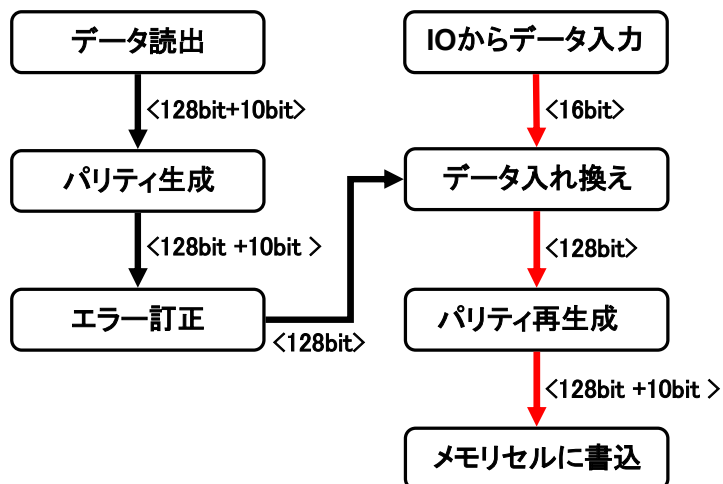 データ読出
<128bit+10bit>
パリティ生成
<128bit +10bit >
エラー訂正
<128bit>
IOからデータ入力
<16bit>
データ入れ換え
<128bit>
パリティ再生成
<128bit +10bit >
メモリセルに書込